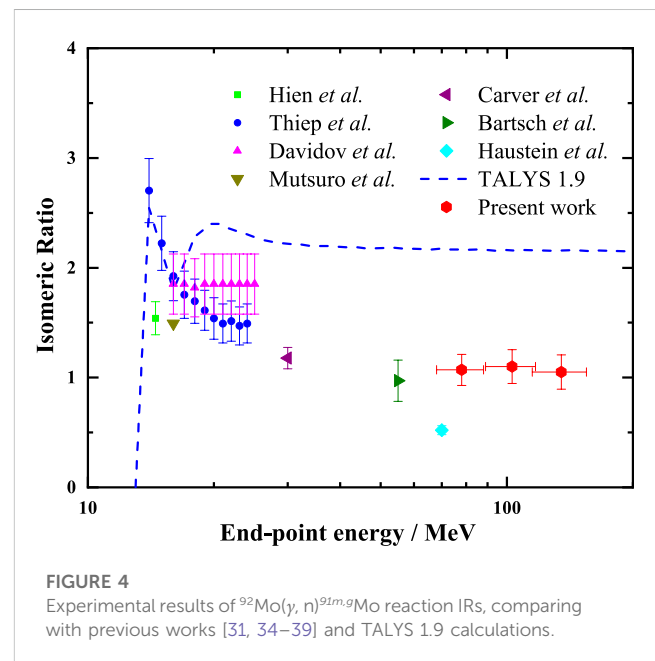 4
3
2
1
0
Isomeric Ratio
Hien et al.
Thiep et al.
Davidov et al.
Mutsuro et al.
Carver et al.
Bartsch et al.
Haustein et al.
TALYS 1.9
Present work
10
100
End-point energy / MeV
FIGURE 4
Experimental results of ⁹²Mo(γ, n)⁹¹ᵐ,ᵍMo reaction IRs, comparing
with previous works [31, 34–39] and TALYS 1.9 calculations.